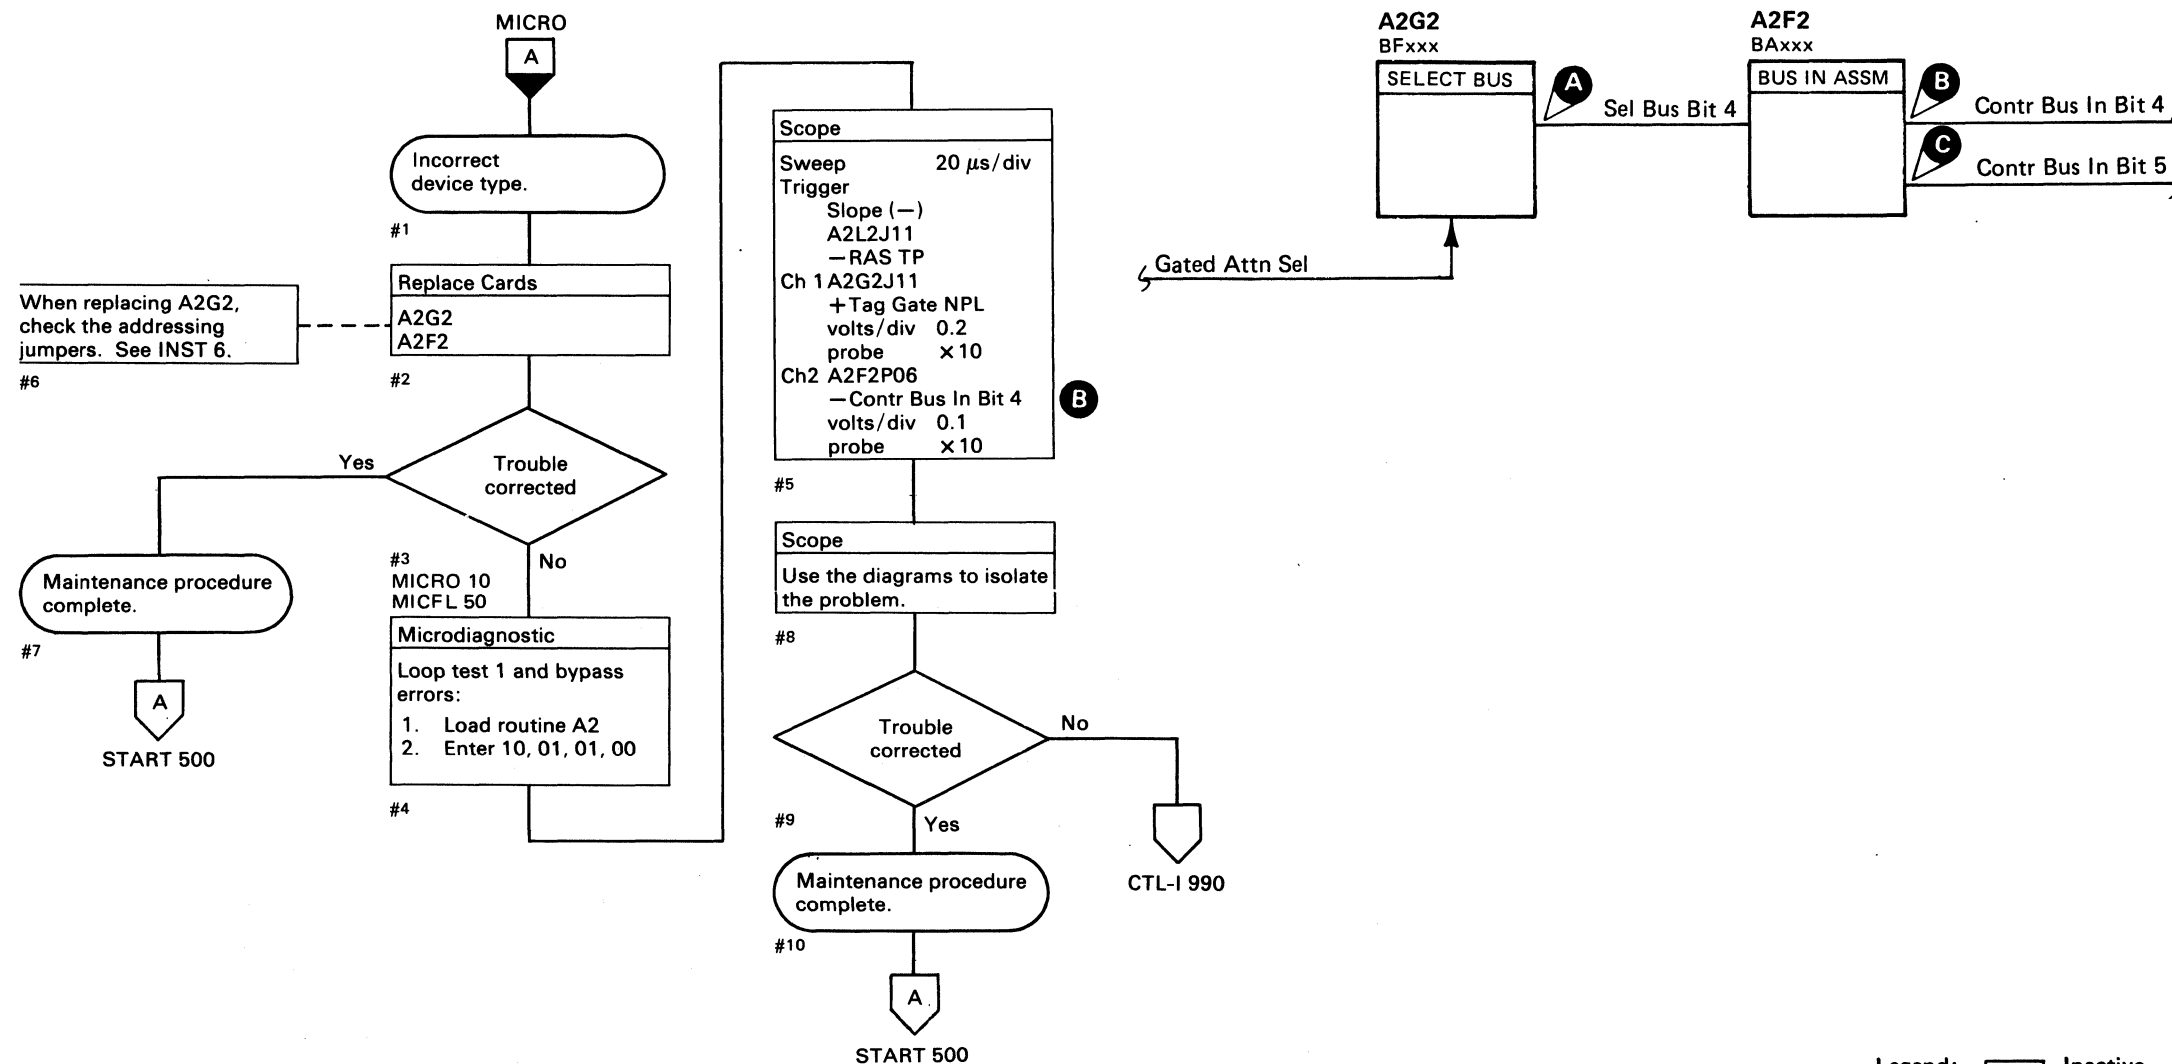 MICRO
A
Incorrect
device type.
#1
Replace Cards
A2G2
A2F2
#2
When replacing A2G2,
check the addressing
jumpers. See INST 6.
#6
Trouble
corrected
Yes
No
#3
MICRO 10
MICFL 50
Maintenance procedure
complete.
#7
A
START 500
Microdiagnostic
Loop test 1 and bypass
errors:
1. Load routine A2
2. Enter 10, 01, 01, 00
#4
Scope
Sweep 20 μs/div
Trigger
Slope (—)
A2L2J11
—RAS TP
Ch 1 A2G2J11
+Tag Gate NPL
volts/div 0.2
probe ×10
Ch2 A2F2P06
—Contr Bus In Bit 4
volts/div 0.1
probe ×10
B
#5
Scope
Use the diagrams to isolate
the problem.
#8
Trouble
corrected
No
Yes
#9
CTL-I 990
Maintenance procedure
complete.
#10
A
START 500
A2G2
BFxxx
SELECT BUS
A
Sel Bus Bit 4
Gated Attn Sel
A2F2
BAxxx
BUS IN ASSM
B
Contr Bus In Bit 4
C
Contr Bus In Bit 5